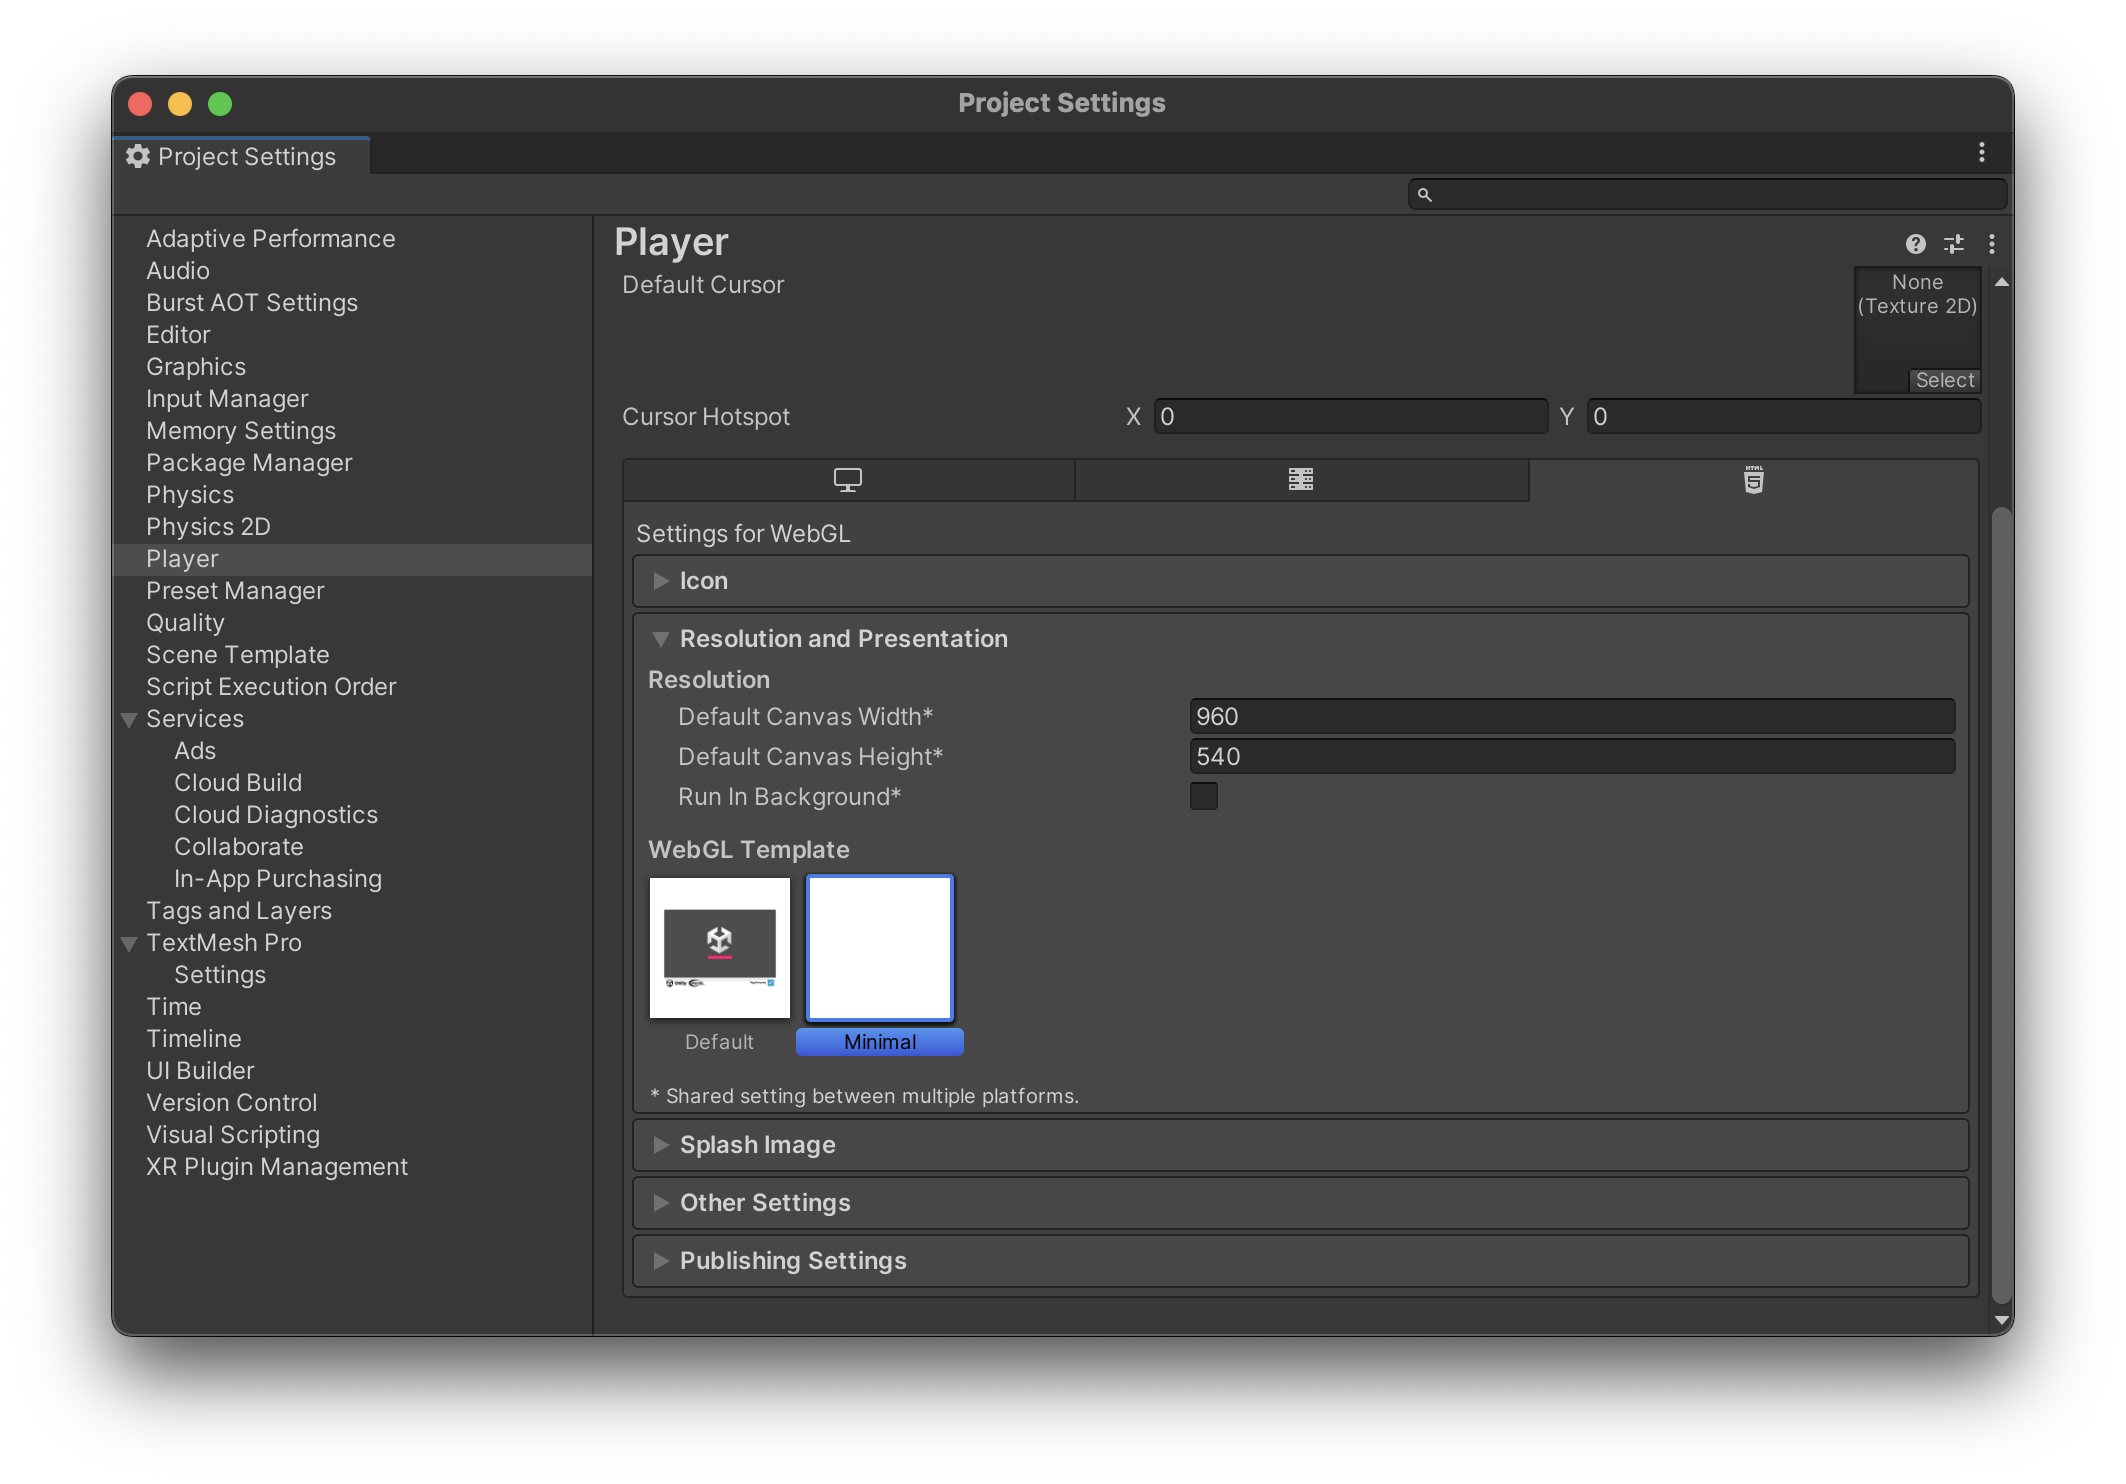 Project Settings
Project Settings
Adaptive Performance
Audio
Burst AOT Settings
Editor
Graphics
Input Manager
Memory Settings
Package Manager
Physics
Physics 2D
Player
Preset Manager
Quality
Scene Template
Script Execution Order
Services
Ads
Cloud Build
Cloud Diagnostics
Collaborate
In-App Purchasing
Tags and Layers
TextMesh Pro
Settings
Time
Timeline
UI Builder
Version Control
Visual Scripting
XR Plugin Management
Player
Default Cursor
None
(Texture 2D)
Select
Cursor Hotspot X 0 Y 0
HTML
5
Settings for WebGL
Icon
Resolution and Presentation
Resolution
Default Canvas Width* 960
Default Canvas Height* 540
Run In Background*
WebGL Template
unity
Default Minimal
* Shared setting between multiple platforms.
Splash Image
Other Settings
Publishing Settings